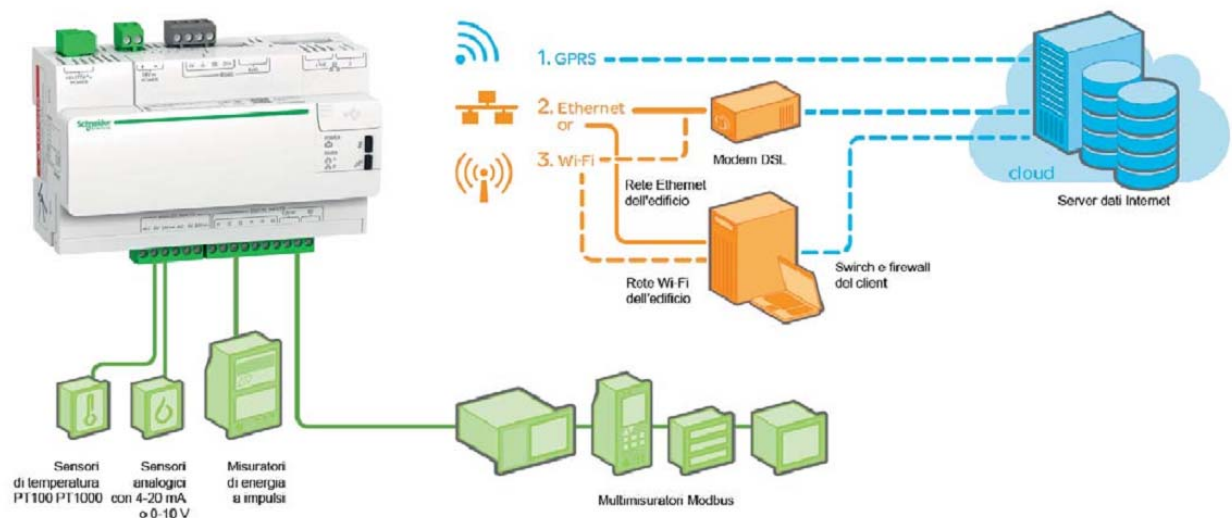 Schneider
1. GPRS
2. Ethernet
or
3. Wi-Fi
Modem DSL
Rete Ethernet
dell'edificio
Rete Wi-Fi
dell'edificio
Swirch e firewall
del client
cloud
Server dati Internet
Sensori
di temperatura
PT100 PT1000
Sensori
analogici
con 4-20 mA
o 0-10 V
Misuratori
di energia
a impulsi
Multimisuratori Modbus